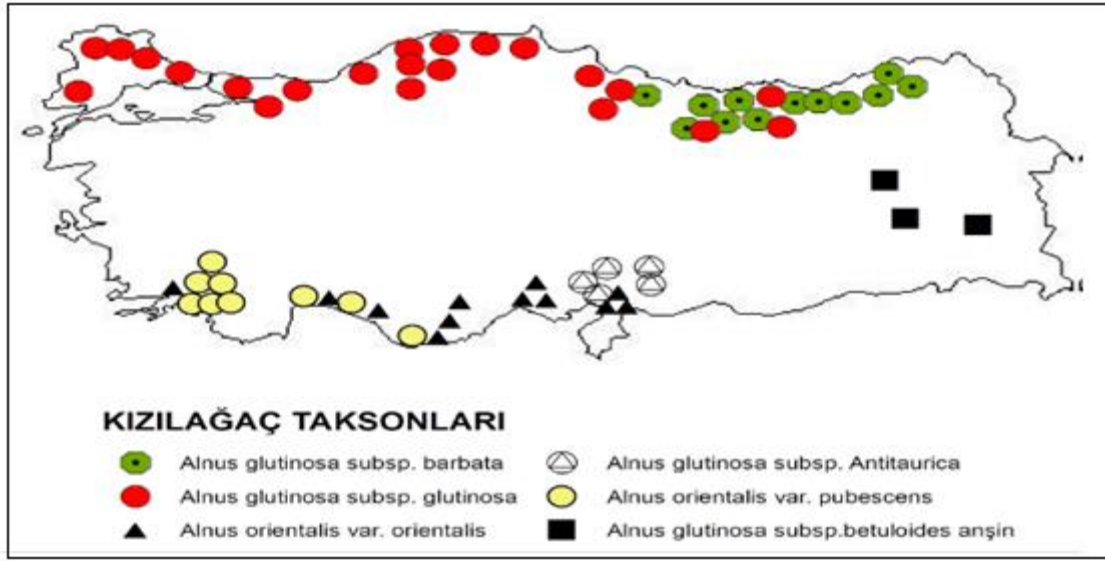 KIZILAĞAÇ TAKSONLARI
Alnus glutinosa subsp. barbata
Alnus glutinosa subsp. Antitaurica
Alnus glutinosa subsp. glutinosa
Alnus orientalis var. pubescens
Alnus orientalis var. orientalis
Alnus glutinosa subsp.betuloides anşin